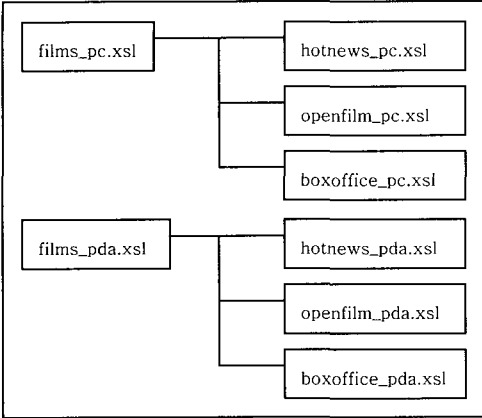 films_pc.xsl
hotnews_pc.xsl
openfilm_pc.xsl
boxoffice_pc.xsl
films_pda.xsl
hotnews_pda.xsl
openfilm_pda.xsl
boxoffice_pda.xsl